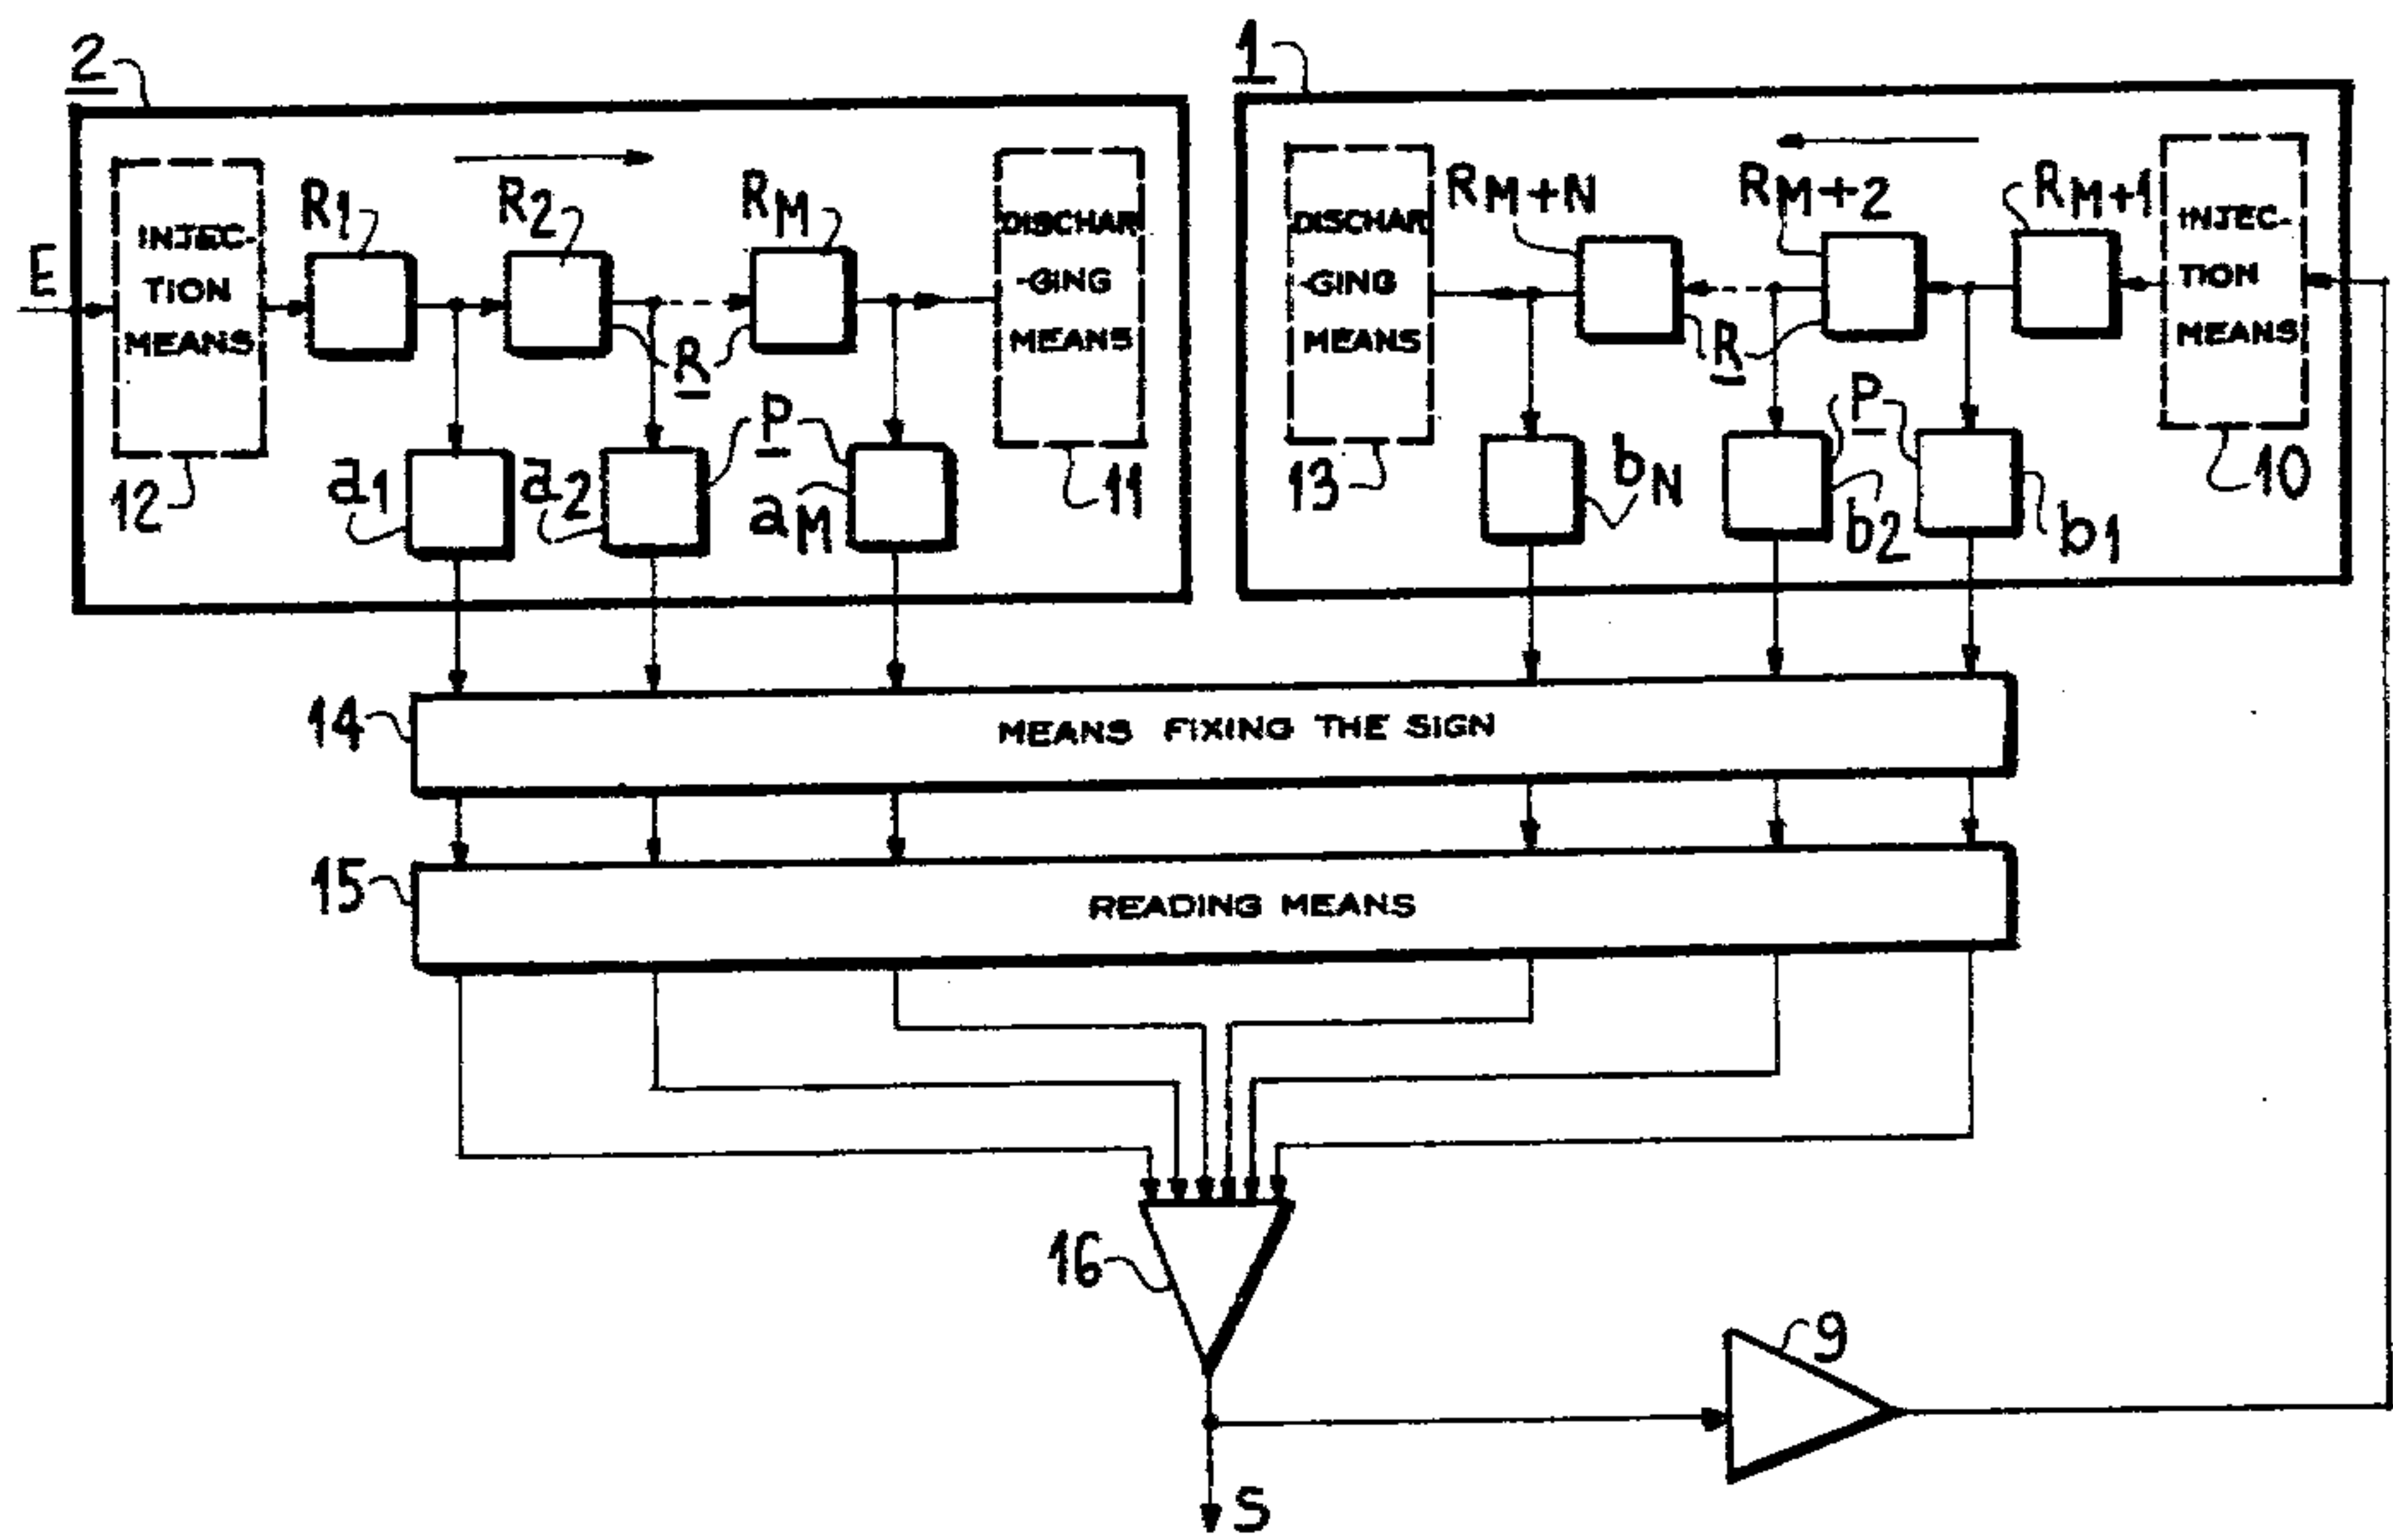 2
1
E
INJEC-
TION
MEANS
12
R1
R2
RM
R
P
a1
a2
aM
DISCHAR
-GING
MEANS
11
DISCHAR
-GING
MEANS
13
RM+N
RM+2
RM+1
R
P
bN
b2
b1
INJEC-
TION
MEANS
10
14
MEANS FIXING THE SIGN
15
READING MEANS
16
9
S